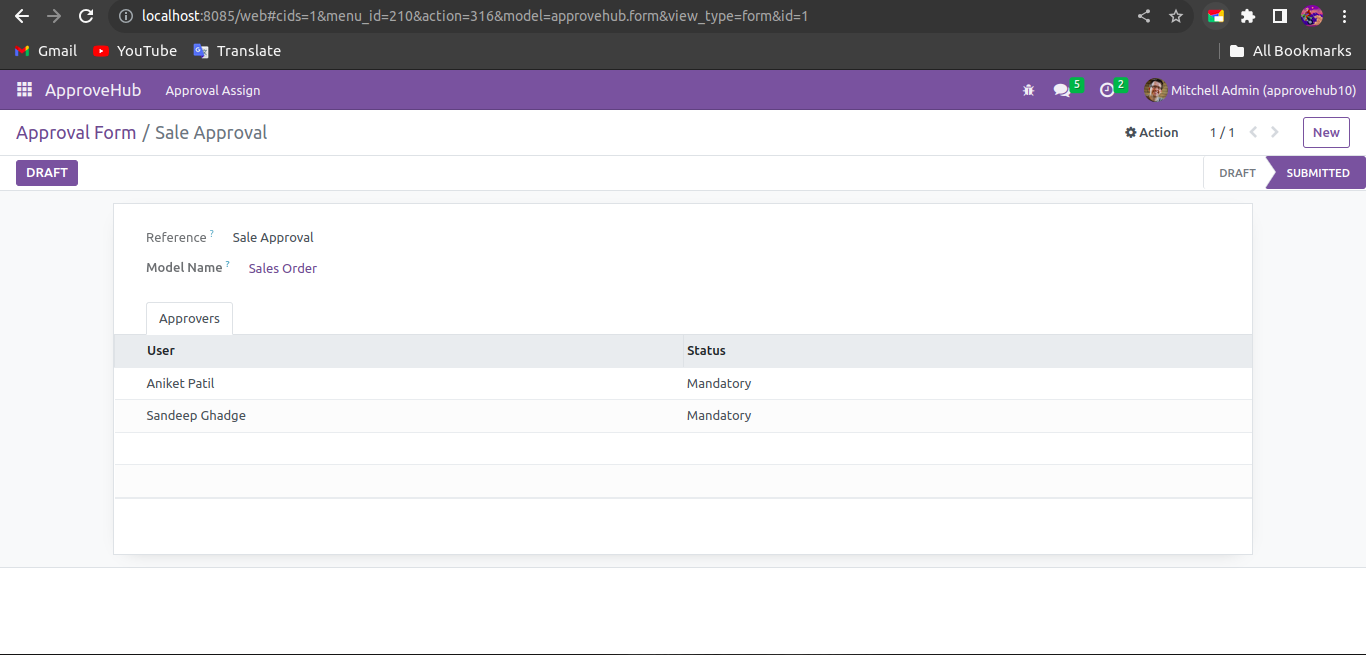 localhost:8085/web#cids=1&menu_id=210&action=316&model=approvehub.form&view_type=form&id=1
Gmail YouTube Translate All Bookmarks
ApproveHub Approval Assign 5 2 Mitchell Admin (approvehub10)
Approval Form / Sale Approval Action 1 / 1 New
DRAFT DRAFT SUBMITTED
Reference ? Sale Approval
Model Name ? Sales Order
Approvers
User Status
Aniket Patil Mandatory
Sandeep Ghadge Mandatory